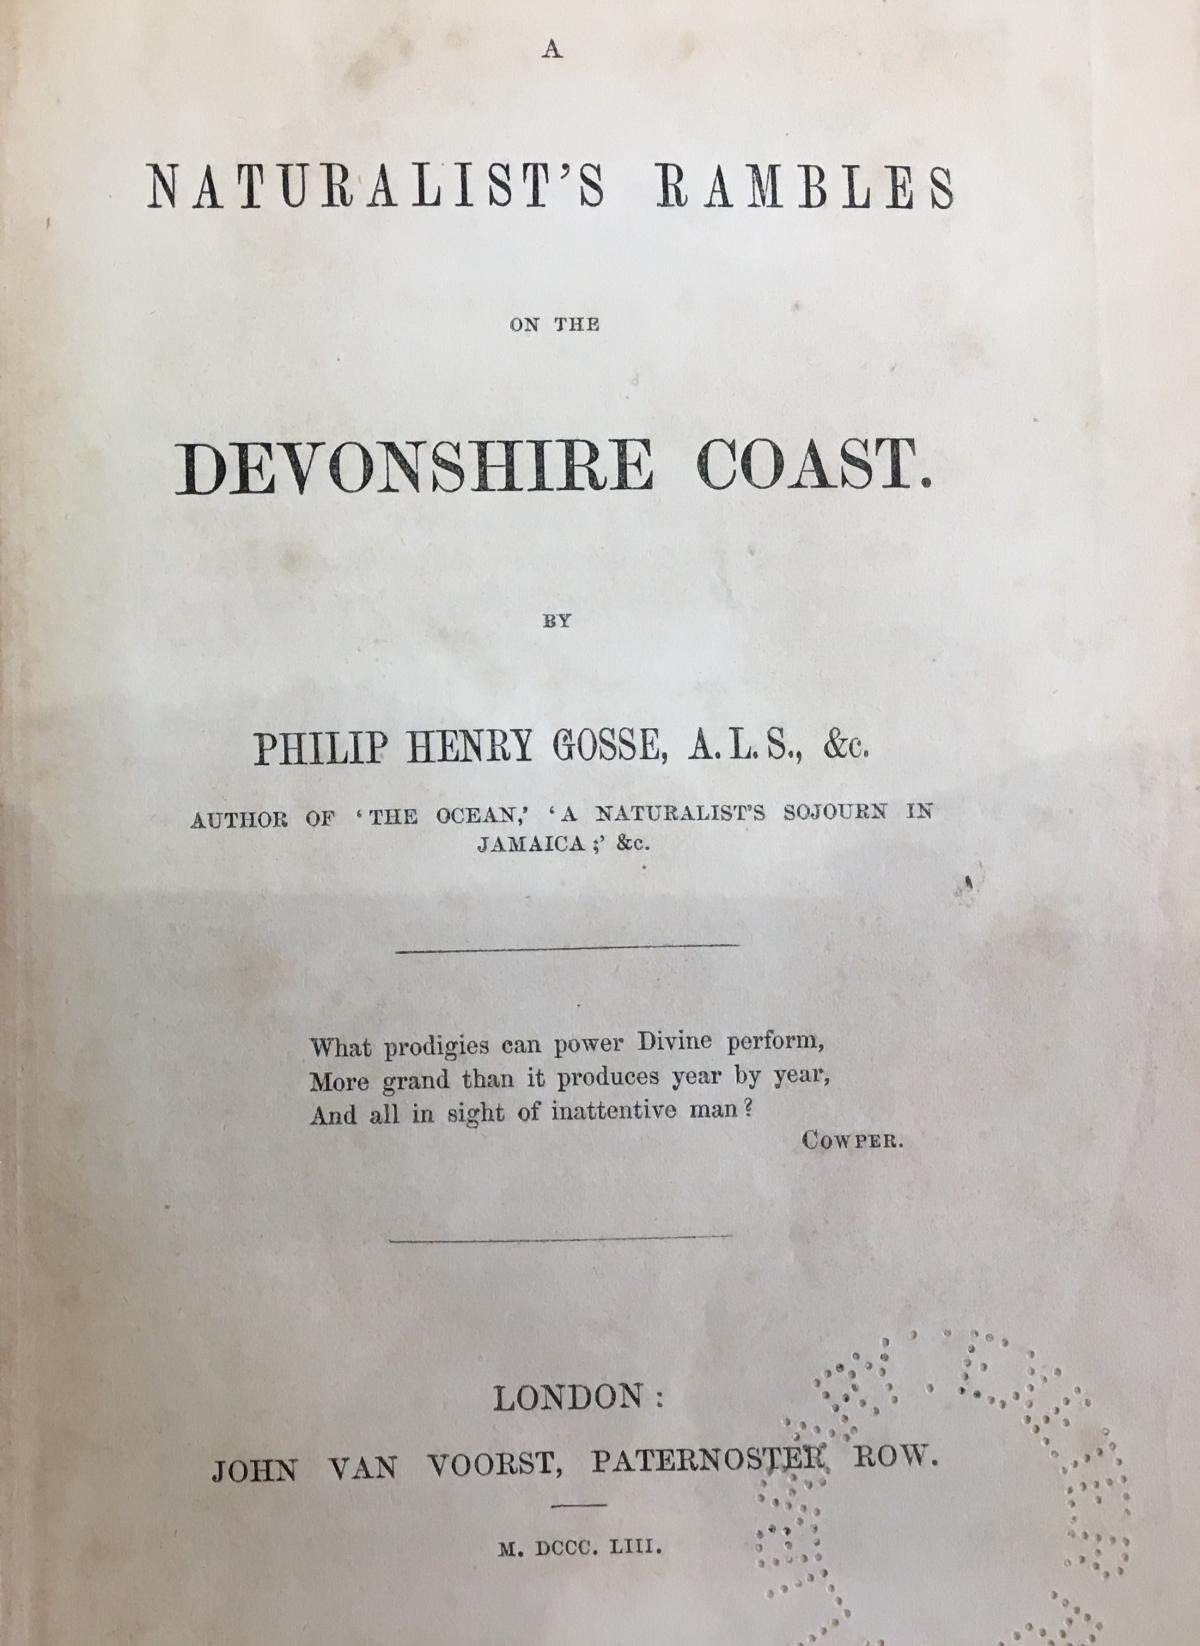 A
NATURALIST'S RAMBLES
ON THE
DEVONSHIRE COAST.
BY
PHILIP HENRY GOSSE, A.L.S., &c.
AUTHOR OF ‘THE OCEAN,’ ‘A NATURALIST'S SOJOURN IN
JAMAICA;’ &c.
What prodigies can power Divine perform,
More grand than it produces year by year,
And all in sight of inattentive man?
COWPER.
LONDON:
JOHN VAN VOORST, PATERNOSTER ROW.
M. DCCC. LIII.